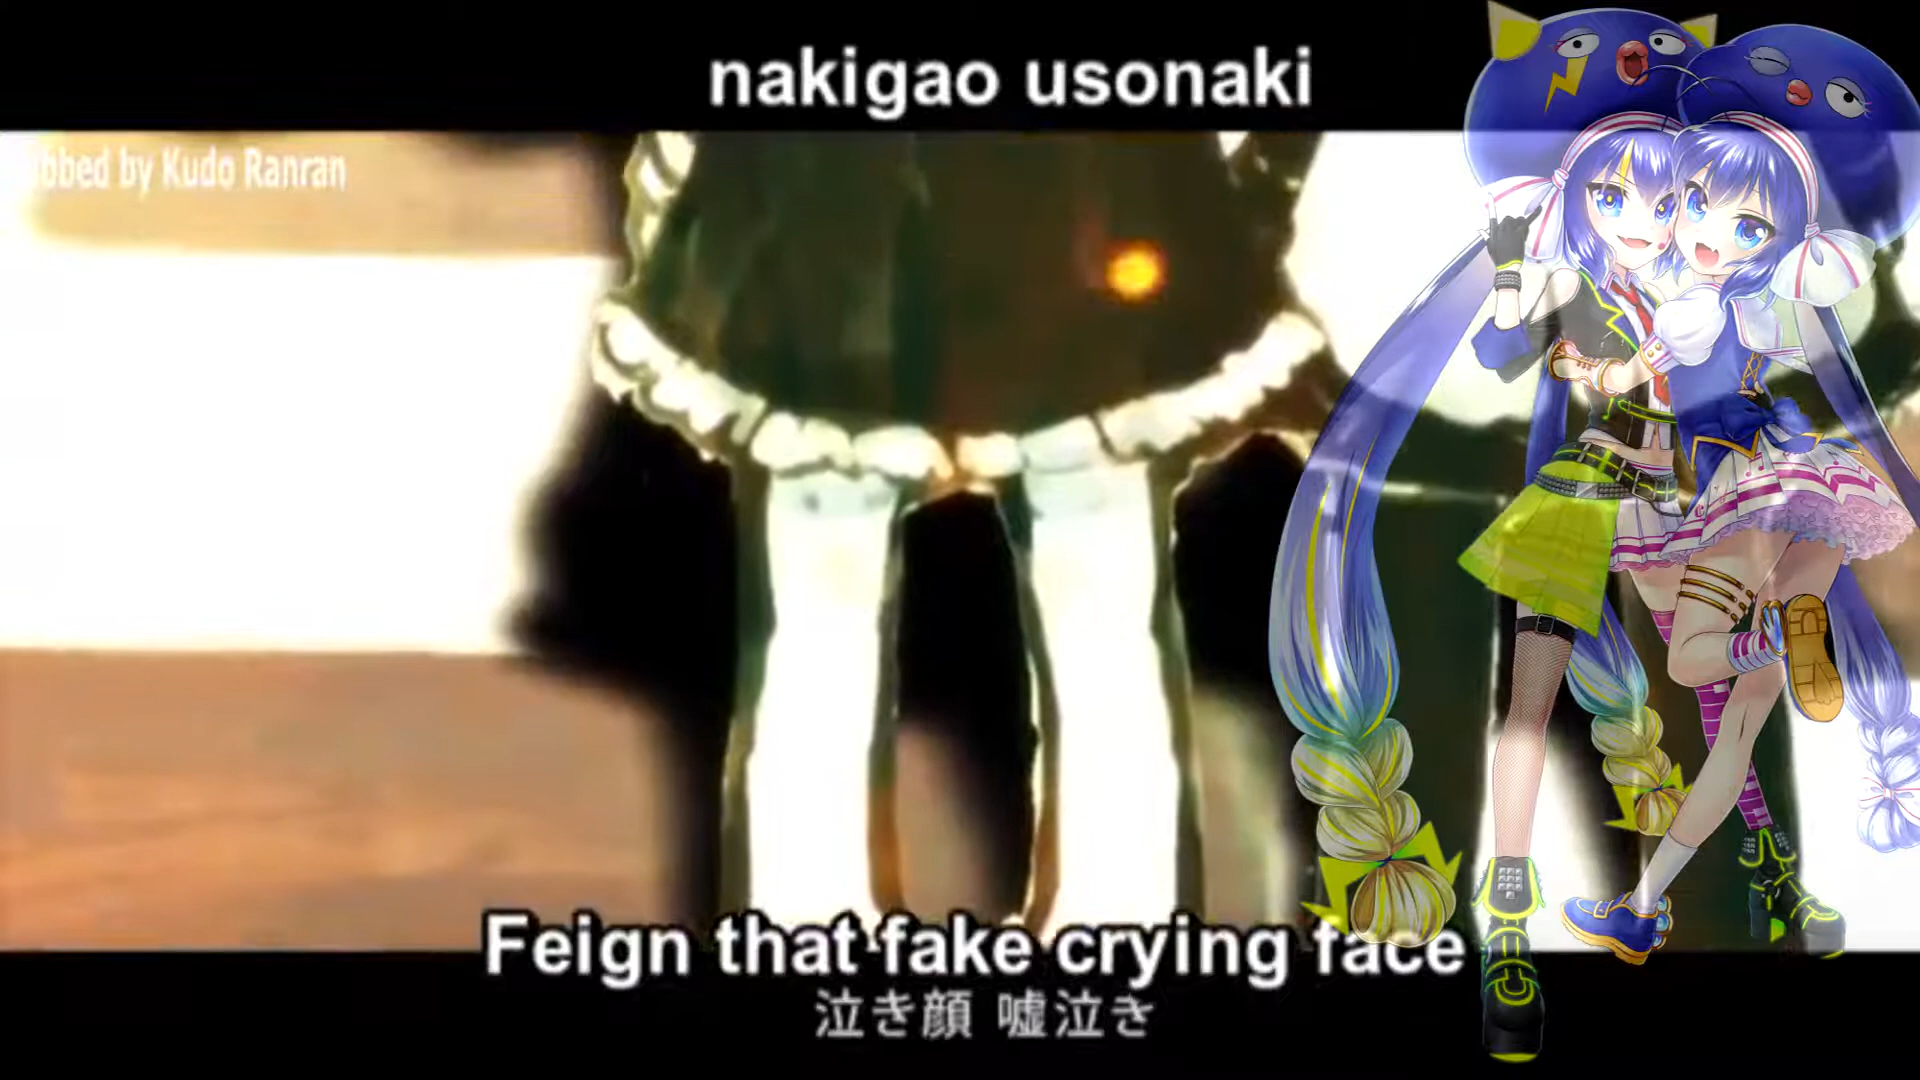 nakigao usonaki
bbed by Kudo Ranran
Feign that fake crying face
泣き顔 嘘泣き